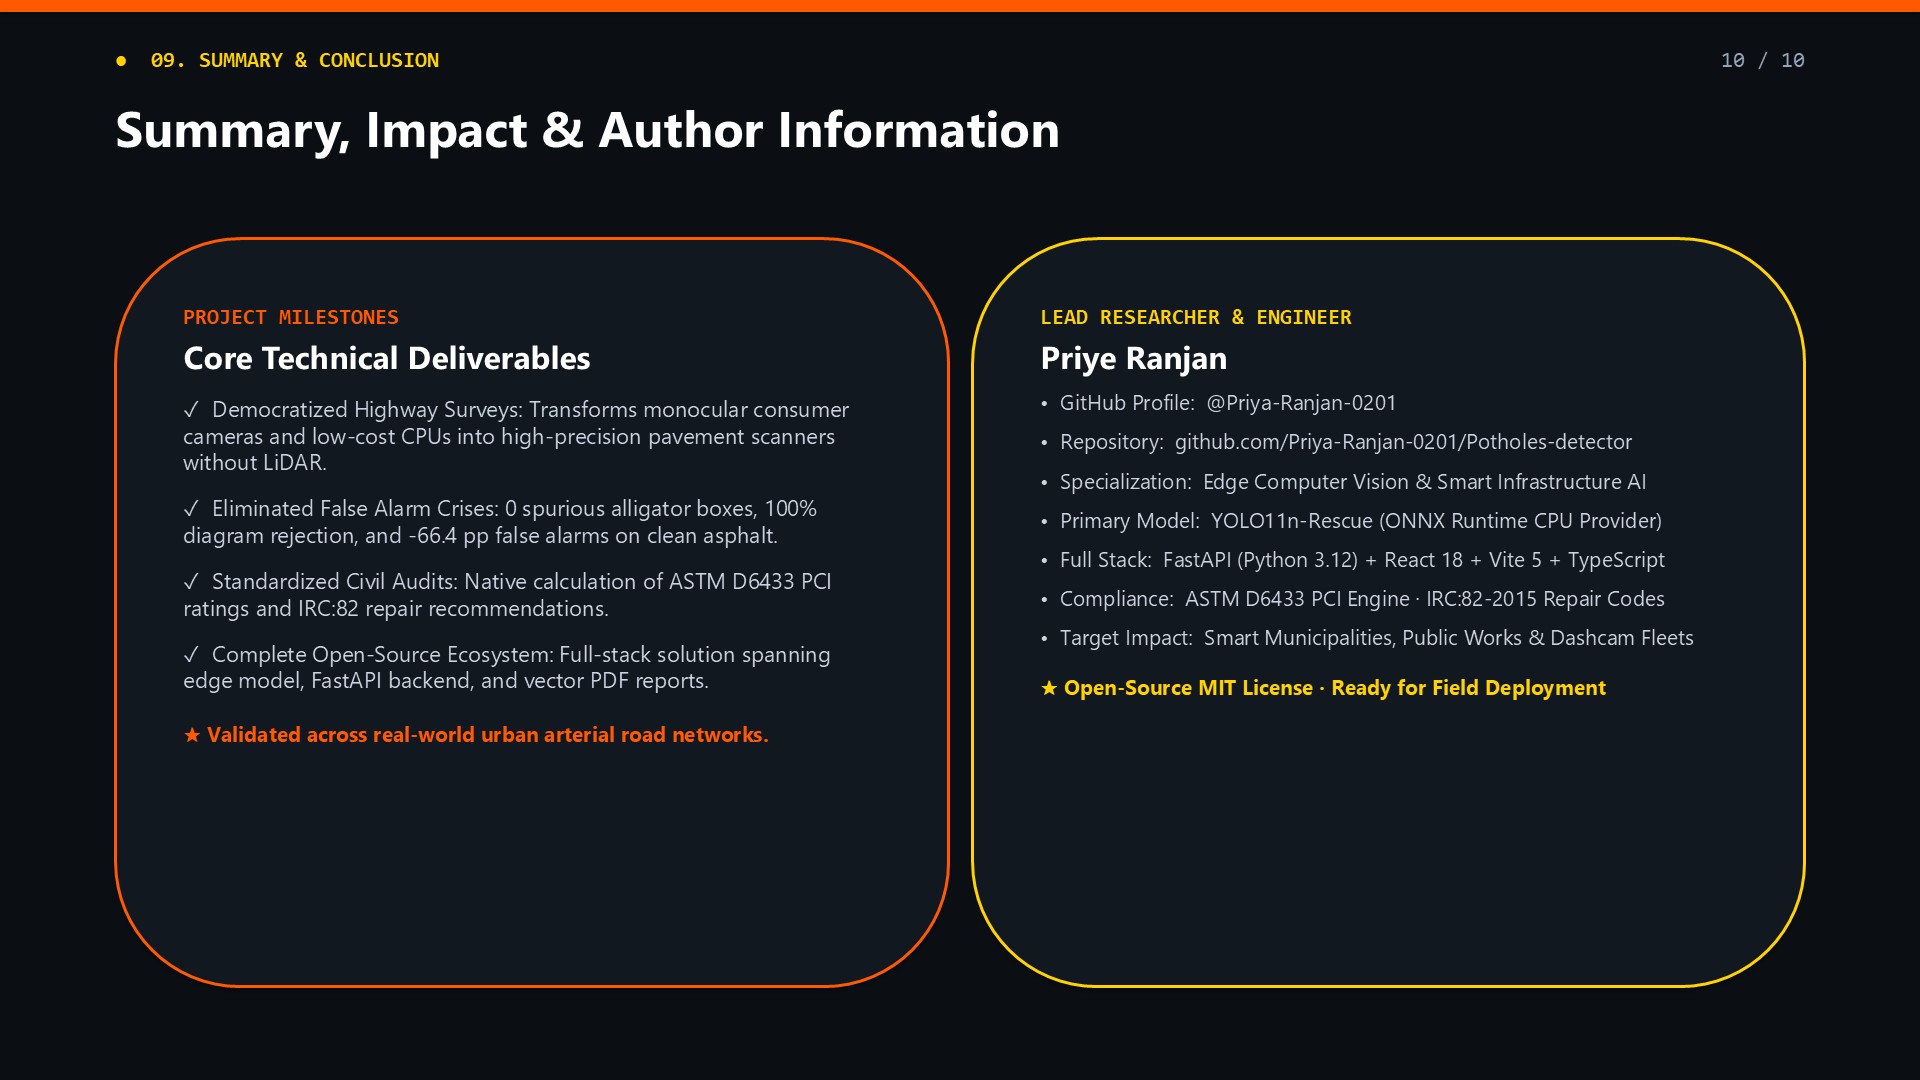 ● 09. SUMMARY & CONCLUSION
10 / 10
Summary, Impact & Author Information
PROJECT MILESTONES
Core Technical Deliverables
✓ Democratized Highway Surveys: Transforms monocular consumer
cameras and low-cost CPUs into high-precision pavement scanners
without LiDAR.
✓ Eliminated False Alarm Crises: 0 spurious alligator boxes, 100%
diagram rejection, and -66.4 pp false alarms on clean asphalt.
✓ Standardized Civil Audits: Native calculation of ASTM D6433 PCI
ratings and IRC:82 repair recommendations.
✓ Complete Open-Source Ecosystem: Full-stack solution spanning
edge model, FastAPI backend, and vector PDF reports.
★ Validated across real-world urban arterial road networks.
LEAD RESEARCHER & ENGINEER
Priye Ranjan
• GitHub Profile: @Priya-Ranjan-0201
• Repository: github.com/Priya-Ranjan-0201/Potholes-detector
• Specialization: Edge Computer Vision & Smart Infrastructure AI
• Primary Model: YOLO11n-Rescue (ONNX Runtime CPU Provider)
• Full Stack: FastAPI (Python 3.12) + React 18 + Vite 5 + TypeScript
• Compliance: ASTM D6433 PCI Engine · IRC:82-2015 Repair Codes
• Target Impact: Smart Municipalities, Public Works & Dashcam Fleets
★ Open-Source MIT License · Ready for Field Deployment